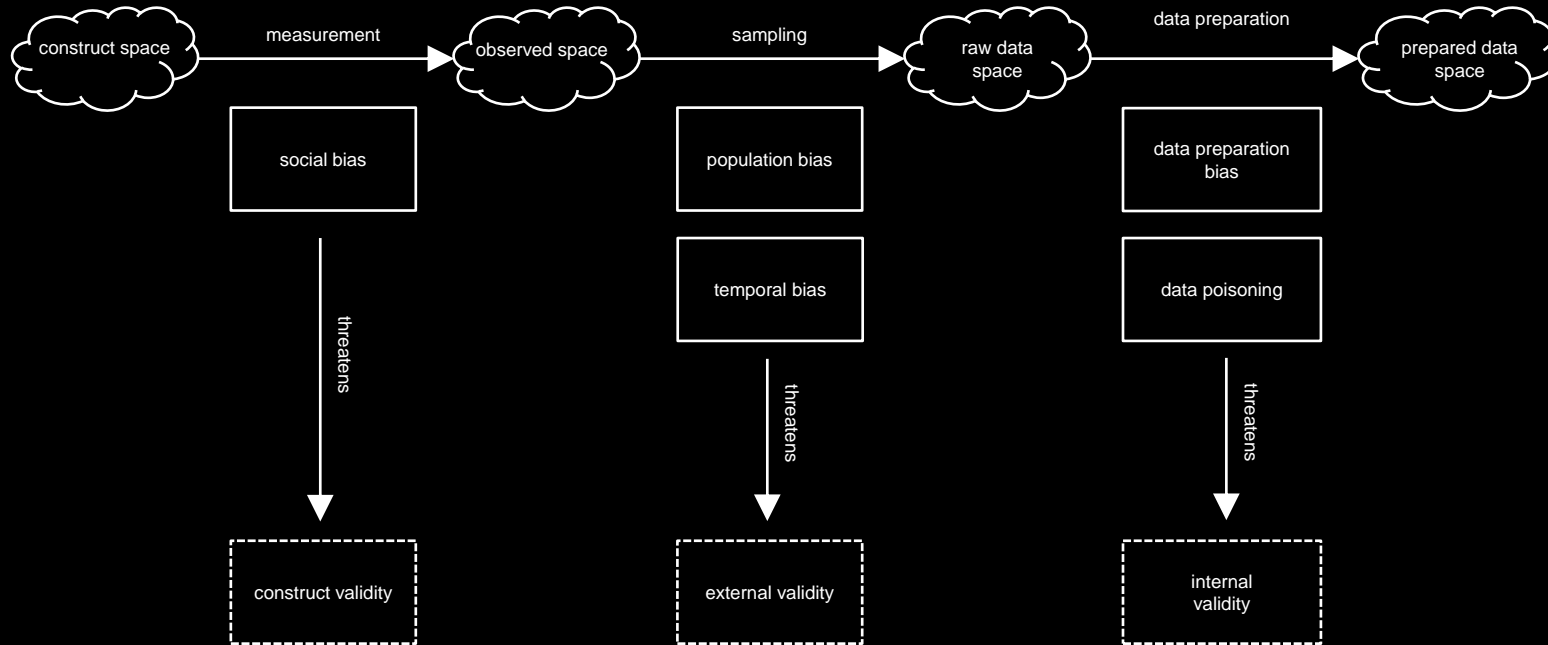 construct space
measurement
observed space
sampling
raw data
space
data preparation
prepared data
space
social bias
population bias
data preparation
bias
temporal bias
data poisoning
threatens
threatens
threatens
construct validity
external validity
internal
validity